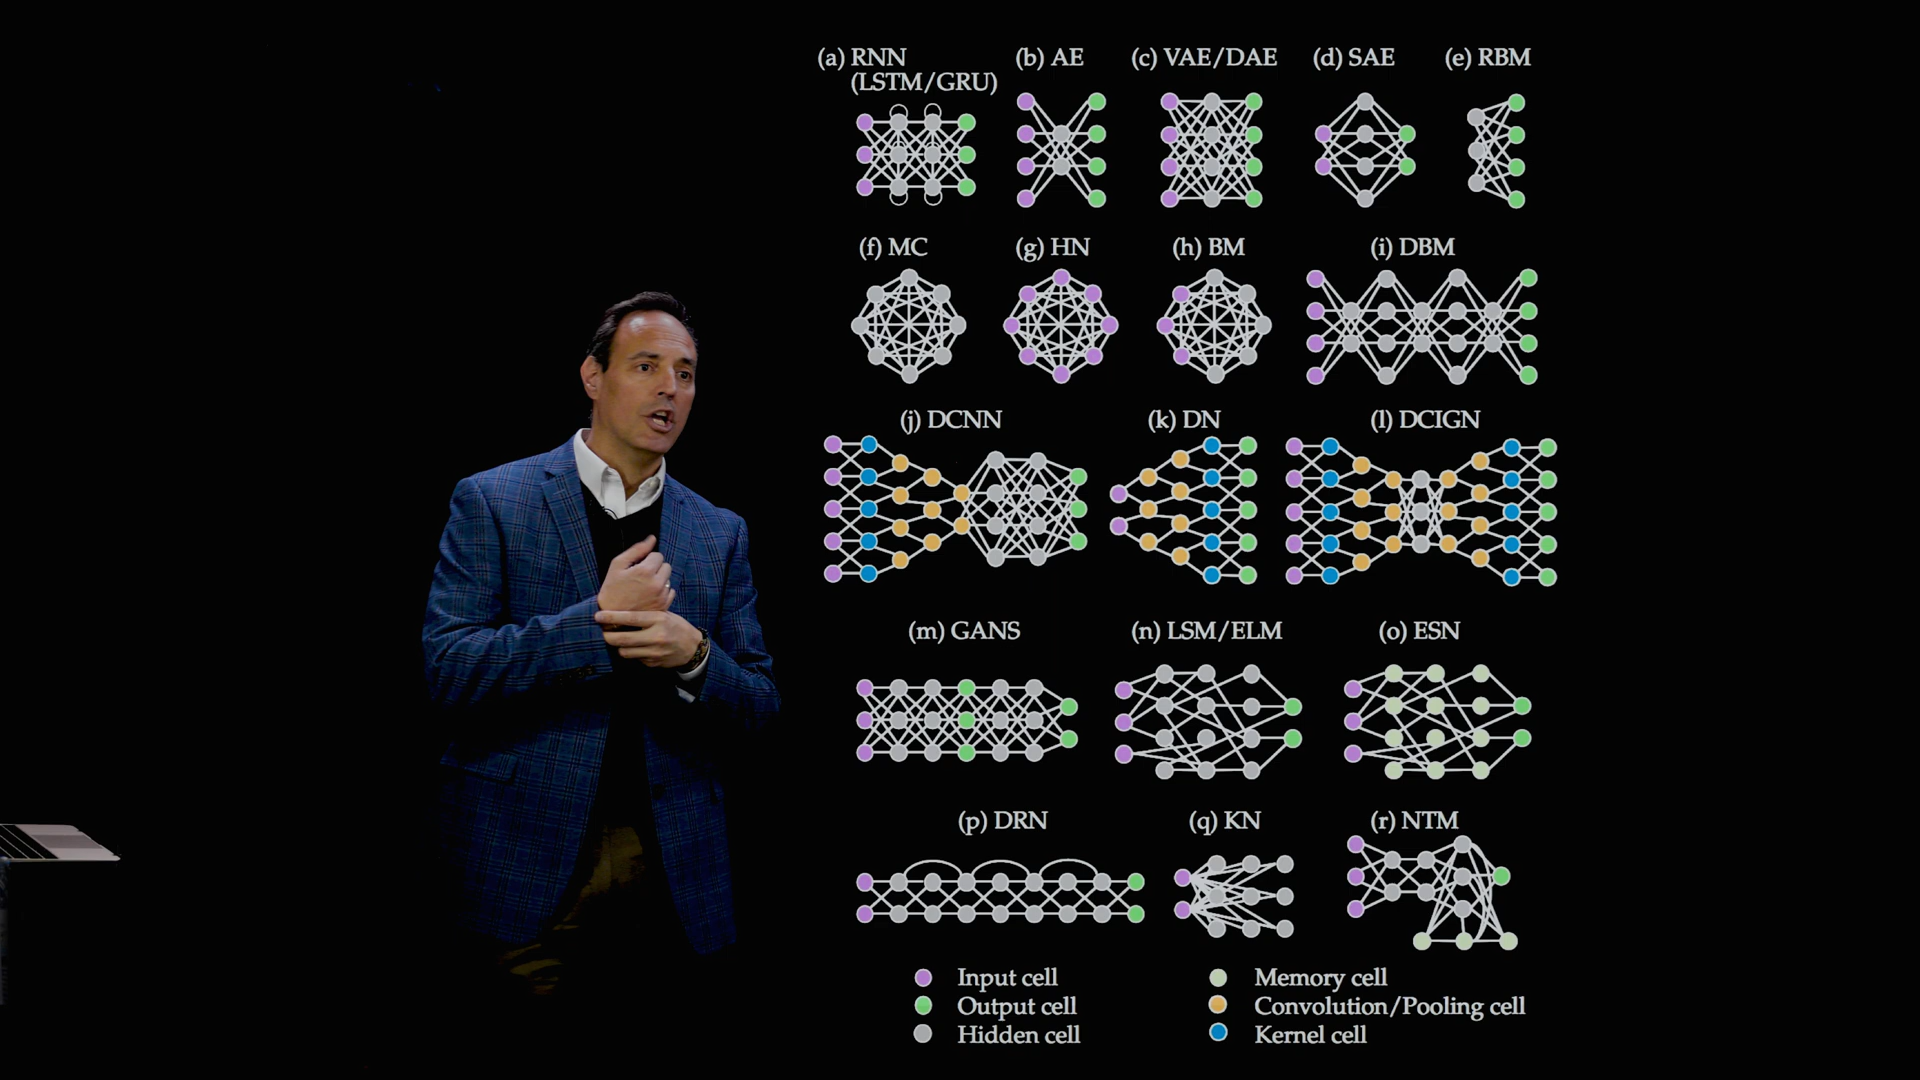 (a) RNN
(LSTM/GRU)
(b) AE
(c) VAE/DAE
(d) SAE
(e) RBM
(f) MC
(g) HN
(h) BM
(i) DBM
(j) DCNN
(k) DN
(l) DCIGN
(m) GANS
(n) LSM/ELM
(o) ESN
(p) DRN
(q) KN
(r) NTM
Input cell
Output cell
Hidden cell
Memory cell
Convolution/Pooling cell
Kernel cell